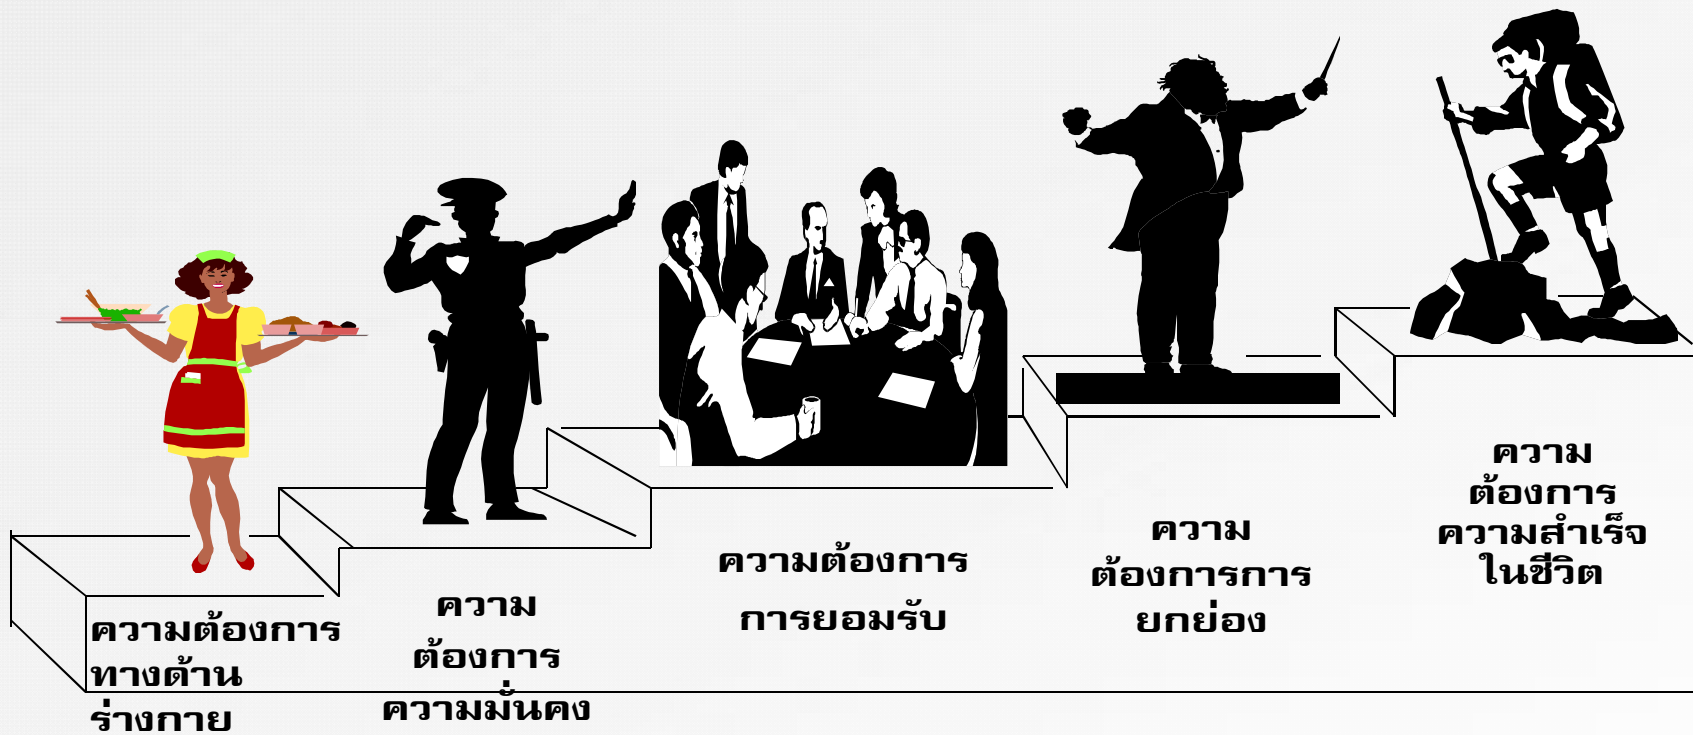 ความต้องการ
ทางด้าน
ร่างกาย
ความ
ต้องการ
ความมั่นคง
ความต้องการ
การยอมรับ
ความ
ต้องการการ
ยกย่อง
ความ
ต้องการ
ความสำเร็จ
ในชีวิต